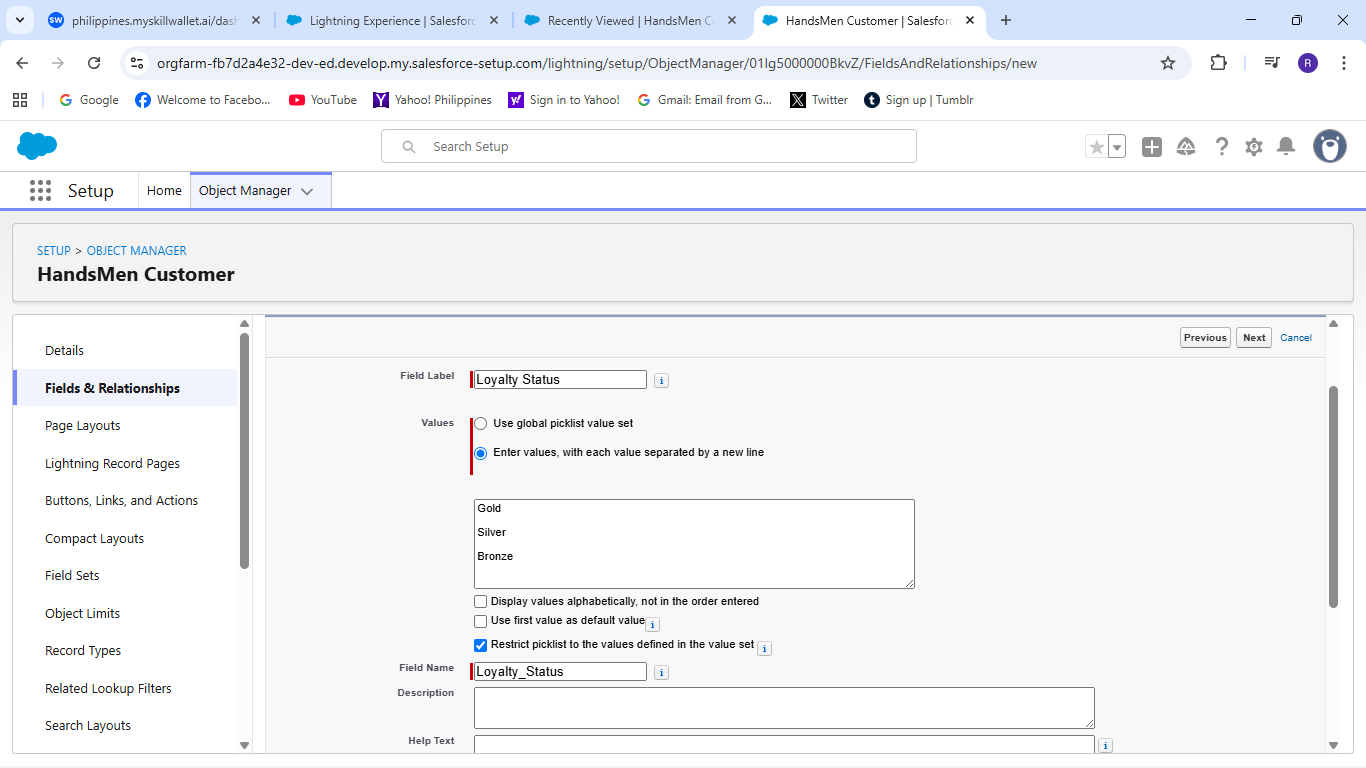 SW philippines.myskillwallet.ai/dash
Lightning Experience | Salesforc
Recently Viewed | HandsMen C
HandsMen Customer | Salesforc
orgfarm-fb7d2a4e32-dev-ed.develop.my.salesforce-setup.com/lightning/setup/ObjectManager/01Ig5000000BkvZ/FieldsAndRelationships/new
R
Google
Welcome to Facebo...
YouTube
Yahoo! Philippines
Sign in to Yahoo!
Gmail: Email from G...
Twitter
Sign up | Tumblr
Search Setup
Setup
Home
Object Manager
SETUP > OBJECT MANAGER
HandsMen Customer
Details
Fields & Relationships
Page Layouts
Lightning Record Pages
Buttons, Links, and Actions
Compact Layouts
Field Sets
Object Limits
Record Types
Related Lookup Filters
Search Layouts
Previous Next Cancel
Field Label Loyalty Status i
Values Use global picklist value set
Enter values, with each value separated by a new line
Gold
Silver
Bronze
Display values alphabetically, not in the order entered
Use first value as default value i
Restrict picklist to the values defined in the value set i
Field Name Loyalty_Status i
Description
Help Text i